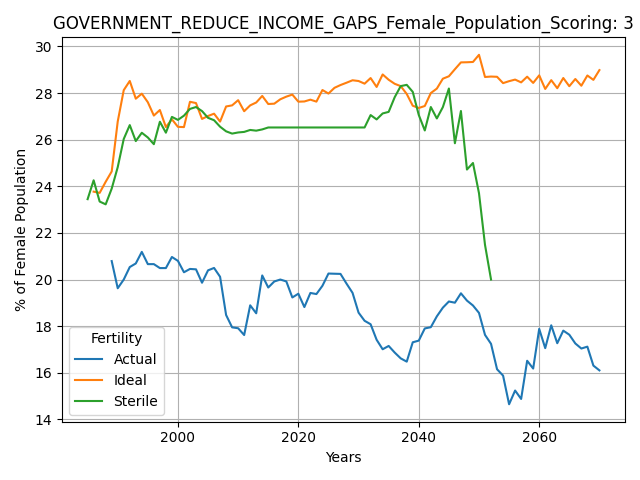 GOVERNMENT_REDUCE_INCOME_GAPS_Female_Population_Scoring: 3
30
28
26
24
22
20
18
16
14
% of Female Population
Fertility
Actual
Ideal
Sterile
2000 2020 2040 2060
Years